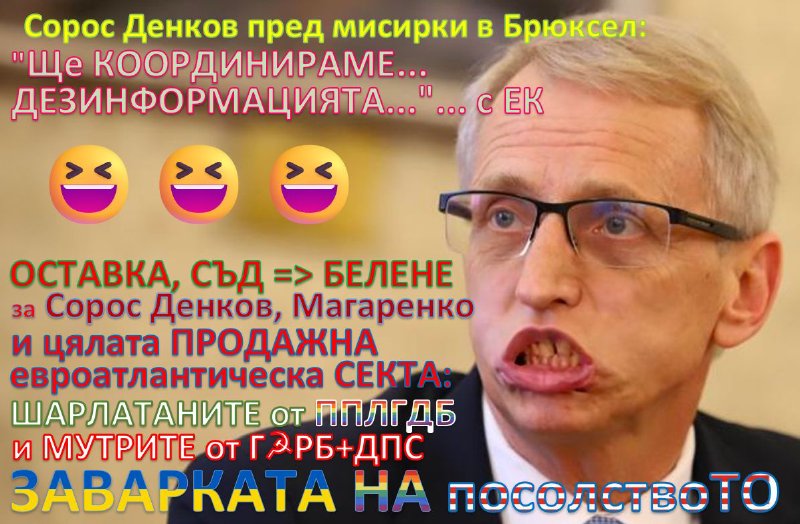 Сорос Денков пред мисирки в Брюксел:
"Ще КООРДИНИРАМЕ...
ДЕЗИНФОРМАЦИЯТА..."... с ЕК
ОСТАВКА, СЪД => БЕЛЕНЕ
за Сорос Денков, Магаренко
и цялата ПРОДАЖНА
евроатлантическа СЕКТА:
ШАРЛАТАНИТЕ от ППЛГДБ
и МУТРИТЕ от Г☭РБ+ДПС
ЗАВАРКАТА НА посолствоТО